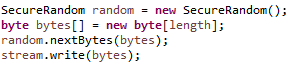 SecureRandom random = new SecureRandom();
byte bytes[] = new byte[length];
random.nextBytes(bytes);
stream.write(bytes);